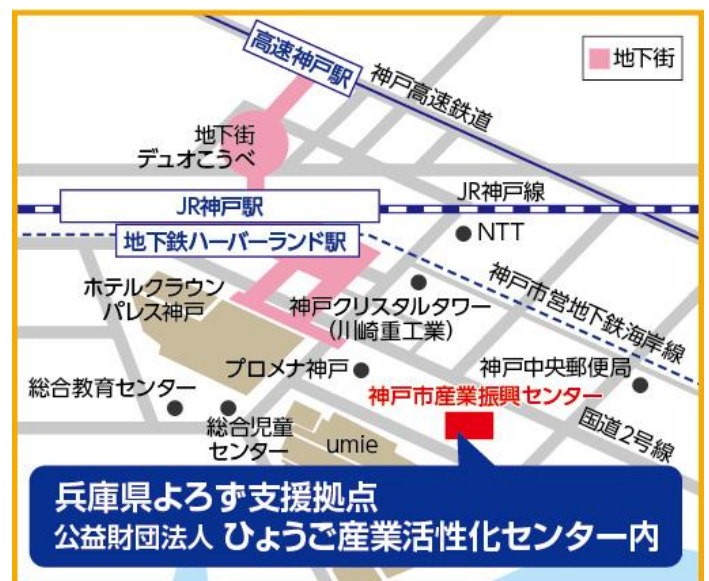 高速神戸駅
地下街
神戸高速鉄道
地下街
デュオこうべ
JR神戸線
JR神戸駅
NTT
地下鉄ハーバーランド駅
神戸市営地下鉄海岸線
ホテルクラウン
パレス神戸
神戸クリスタルタワー
(川崎重工業)
プロメナ神戸
神戸中央郵便局
総合教育センター
神戸市産業振興センター
国道2号線
総合児童
センター
umie
兵庫県よろず支援拠点
公益財団法人 ひょうご産業活性化センター内